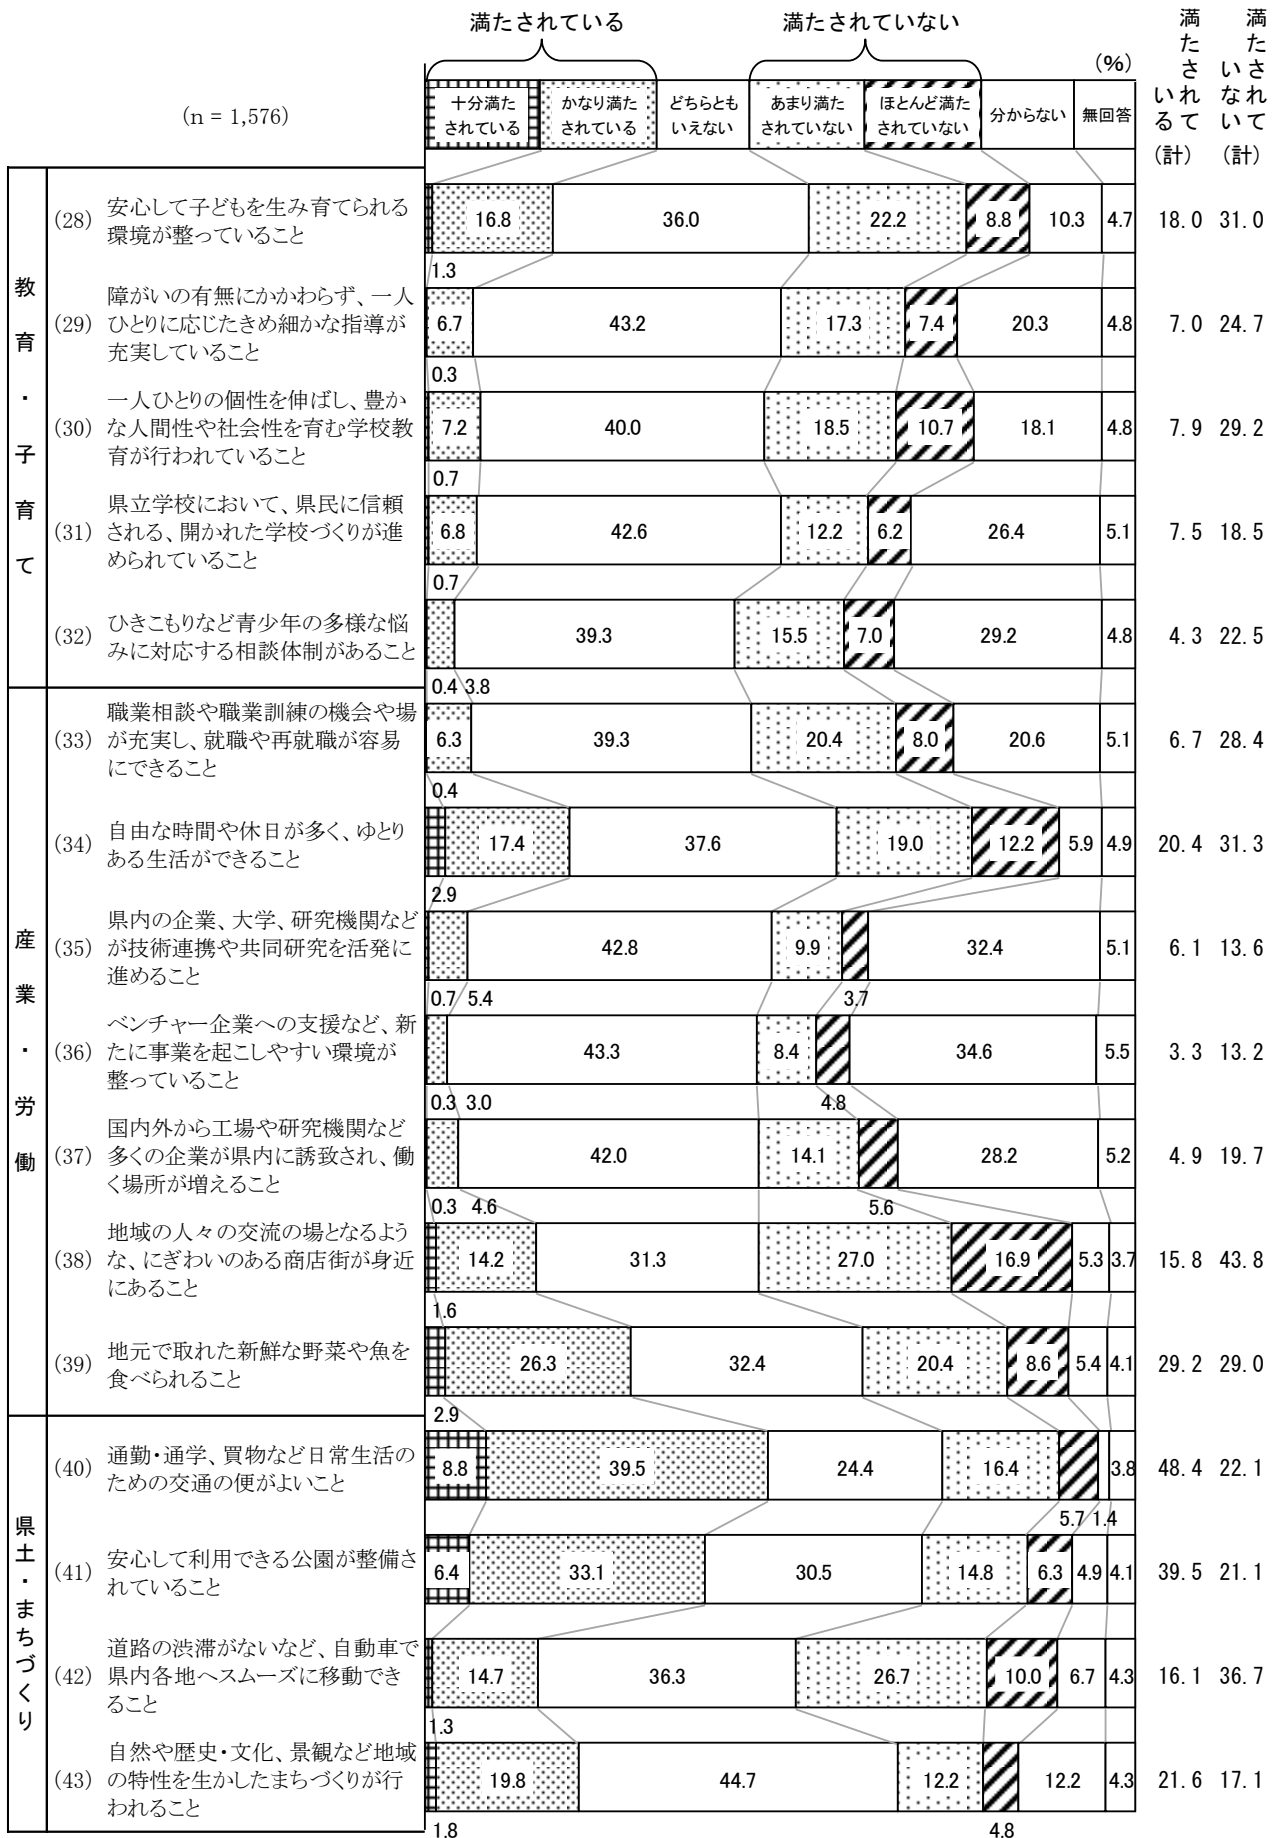 満たされている
満たされていない
満たされている(計)
満たされていない(計)
(%)
(n = 1,576)
十分満たされている
かなり満たされている
どちらともいえない
あまり満たされていない
ほとんど満たされていない
分からない
無回答
教育・子育て
(28) 安心して子どもを生み育てられる
環境が整っていること
16.8 36.0 22.2 8.8 10.3 4.7 18.0 31.0
1.3
障がいの有無にかかわらず、一人
(29) ひとりに応じたきめ細かな指導が
充実していること
6.7 43.2 17.3 7.4 20.3 4.8 7.0 24.7
0.3
一人ひとりの個性を伸ばし、豊か
(30) な人間性や社会性を育む学校教
育が行われていること
7.2 40.0 18.5 10.7 18.1 4.8 7.9 29.2
0.7
県立学校において、県民に信頼
(31) される、開かれた学校づくりが進
められていること
6.8 42.6 12.2 6.2 26.4 5.1 7.5 18.5
0.7
(32) ひきこもりなど青少年の多様な悩
みに対応する相談体制があること
39.3 15.5 7.0 29.2 4.8 4.3 22.5
0.4 3.8
産業・労働
職業相談や職業訓練の機会や場
(33) が充実し、就職や再就職が容易
にできること
6.3 39.3 20.4 8.0 20.6 5.1 6.7 28.4
0.4
(34) 自由な時間や休日が多く、ゆとり
ある生活ができること
17.4 37.6 19.0 12.2 5.9 4.9 20.4 31.3
2.9
県内の企業、大学、研究機関など
(35) が技術連携や共同研究を活発に
進めること
42.8 9.9 32.4 5.1 6.1 13.6
0.7 5.4 3.7
ベンチャー企業への支援など、新
(36) たに事業を起こしやすい環境が
整っていること
43.3 8.4 34.6 5.5 3.3 13.2
0.3 3.0 4.8
国内外から工場や研究機関など
(37) 多くの企業が県内に誘致され、働
く場所が増えること
42.0 14.1 28.2 5.2 4.9 19.7
0.3 4.6 5.6
地域の人々の交流の場となるよう
(38) な、にぎわいのある商店街が身近
にあること
14.2 31.3 27.0 16.9 5.3 3.7 15.8 43.8
1.6
(39) 地元で取れた新鮮な野菜や魚を
食べられること
26.3 32.4 20.4 8.6 5.4 4.1 29.2 29.0
2.9
県土・まちづくり
(40) 通勤・通学、買物など日常生活の
ための交通の便がよいこと
8.8 39.5 24.4 16.4 3.8 48.4 22.1
5.7 1.4
(41) 安心して利用できる公園が整備さ
れていること
6.4 33.1 30.5 14.8 6.3 4.9 4.1 39.5 21.1
道路の渋滞がないなど、自動車で
(42) 県内各地へスムーズに移動でき
ること
14.7 36.3 26.7 10.0 6.7 4.3 16.1 36.7
1.3
自然や歴史・文化、景観など地域
(43) の特性を生かしたまちづくりが行
われること
19.8 44.7 12.2 12.2 4.3 21.6 17.1
1.8 4.8